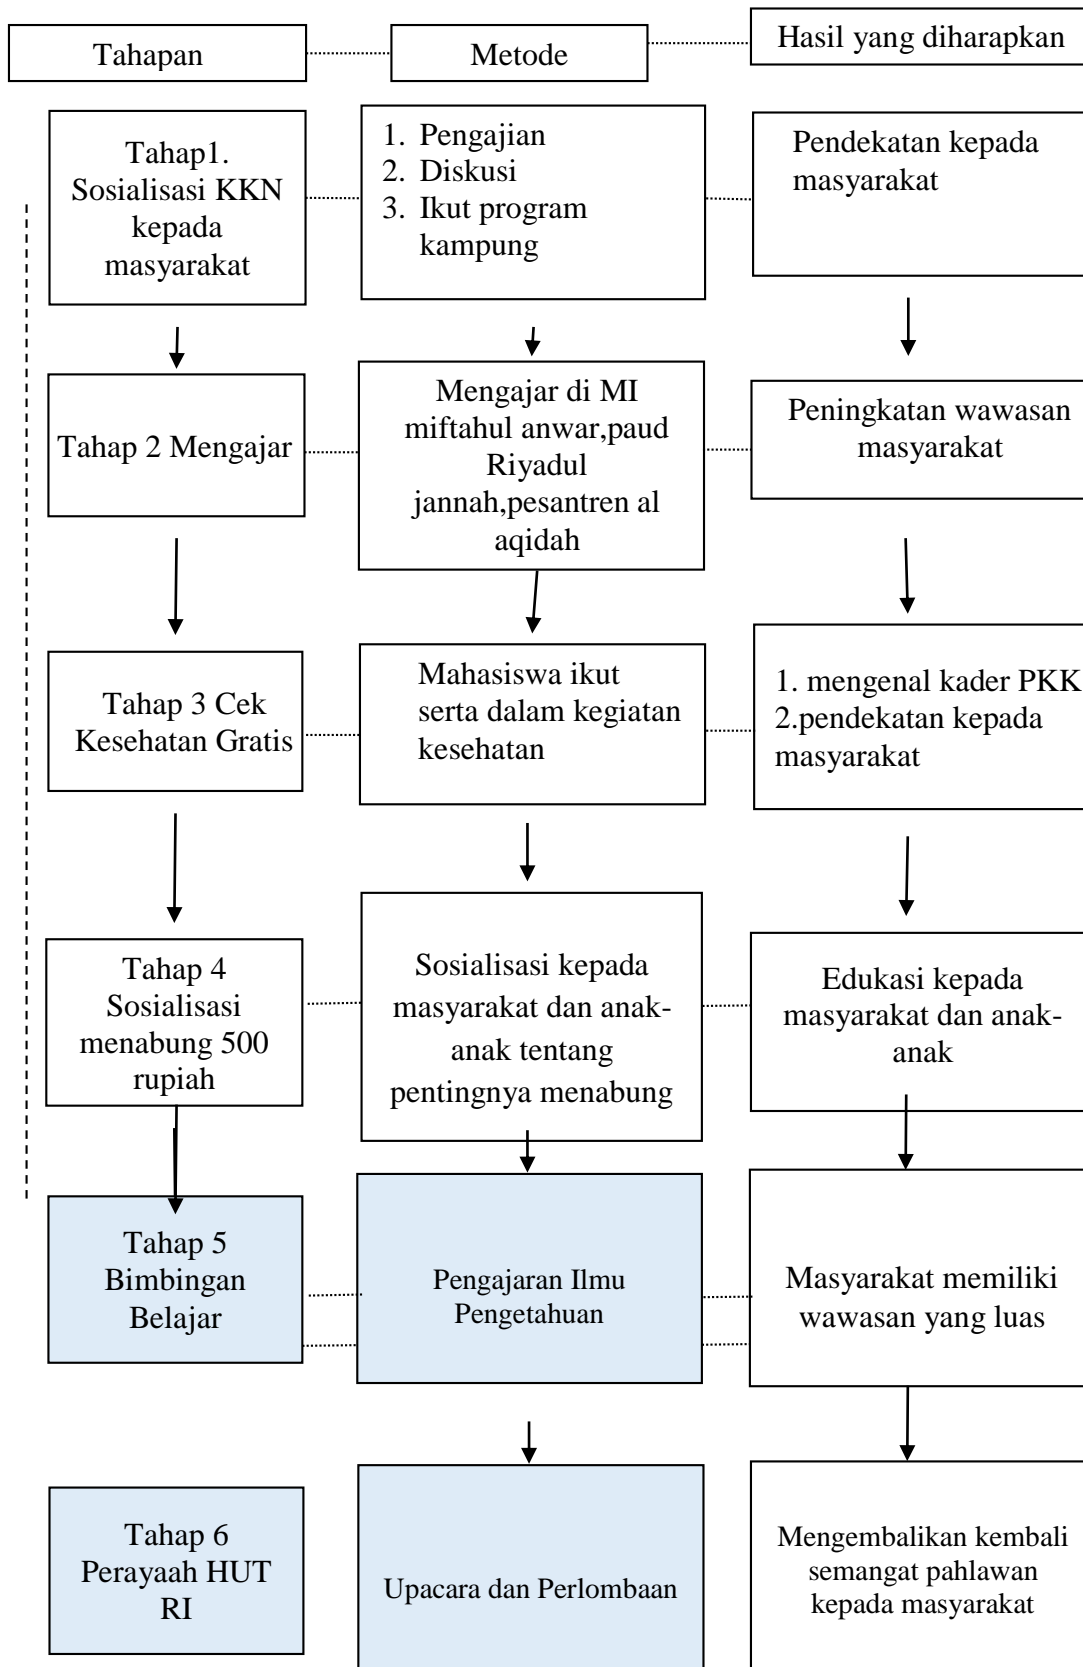 Tahapan
Metode
Hasil yang diharapkan
Tahap1.
Sosialisasi KKN
kepada
masyarakat
1. Pengajian
2. Diskusi
3. Ikut program
kampung
Pendekatan kepada
masyarakat
Tahap 2 Mengajar
Mengajar di MI
miftahul anwar,paud
Riyadul
jannah,pesantren al
aqidah
Peningkatan wawasan
masyarakat
Tahap 3 Cek
Kesehatan Gratis
Mahasiswa ikut
serta dalam kegiatan
kesehatan
1. mengenal kader PKK
2.pendekatan kepada
masyarakat
Tahap 4
Sosialisasi
menabung 500
rupiah
Sosialisasi kepada
masyarakat dan anak-
anak tentang
pentingnya menabung
Edukasi kepada
masyarakat dan anak-
anak
Tahap 5
Bimbingan
Belajar
Pengajaran Ilmu
Pengetahuan
Masyarakat memiliki
wawasan yang luas
Tahap 6
Perayaah HUT
RI
Upacara dan Perlombaan
Mengembalikan kembali
semangat pahlawan
kepada masyarakat